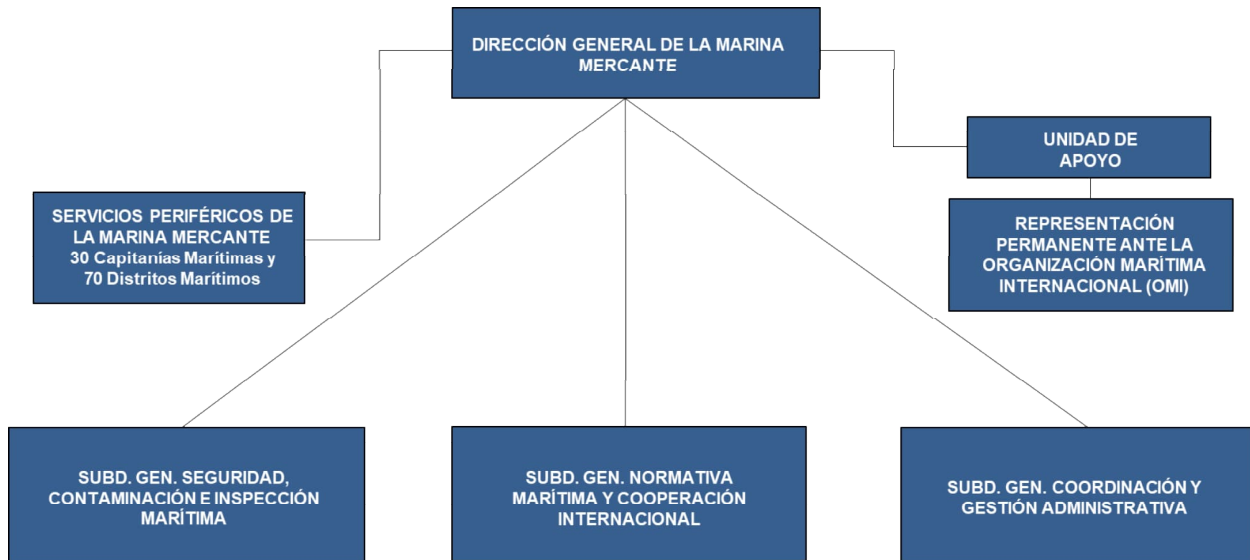 DIRECCIÓN GENERAL DE LA MARINA
MERCANTE
UNIDAD DE
APOYO
SERVICIOS PERIFÉRICOS DE
LA MARINA MERCANTE
30 Capitanías Marítimas y
70 Distritos Marítimos
REPRESENTACIÓN
PERMANENTE ANTE LA
ORGANIZACIÓN MARÌTIMA
INTERNACIONAL (OMI)
SUBD. GEN. SEGURIDAD,
CONTAMINACIÓN E INSPECCIÓN
MARÍTIMA
SUBD. GEN. NORMATIVA
MARÍTIMA Y COOPERACIÓN
INTERNACIONAL
SUBD. GEN. COORDINACIÓN Y
GESTIÓN ADMINISTRATIVA